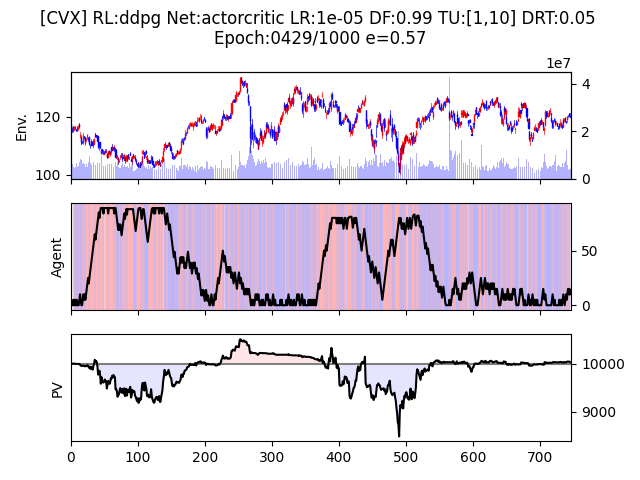 [CVX] RL:ddpg Net:actorcritic LR:1e-05 DF:0.99 TU:[1,10] DRT:0.05
Epoch:0429/1000 e=0.57
1e7
Env.
120
100
4
2
0
Agent
50
0
PV
10000
9000
0
100
200
300
400
500
600
700